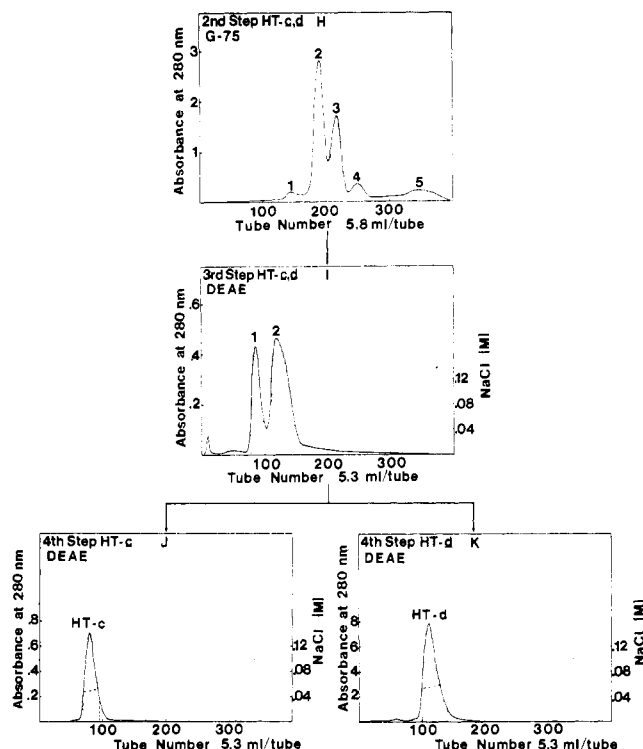 2nd Step HT-c,d H
G-75
Absorbance at 280 nm
3
2
1
1
2
3
4
5
100 200 300
Tube Number 5.8 ml/tube
3rd Step HT-c,d I
DEAE
Absorbance at 280 nm
.6
.4
.2
1
2
NaCl [M]
.12
.08
.04
100 200 300
Tube Number 5.3 ml/tube
4th Step HT-c J
DEAE
Absorbance at 280 nm
.8
.6
.4
.2
HT-c
NaCl [M]
.12
.08
.04
100 200 300
Tube Number 5.3 ml/tube
4th Step HT-d K
DEAE
Absorbance at 280 nm
8
6
4
2
HT-d
NaCl [M]
.12
.08
.04
100 200 300
Tube Number 5.3 ml/tube